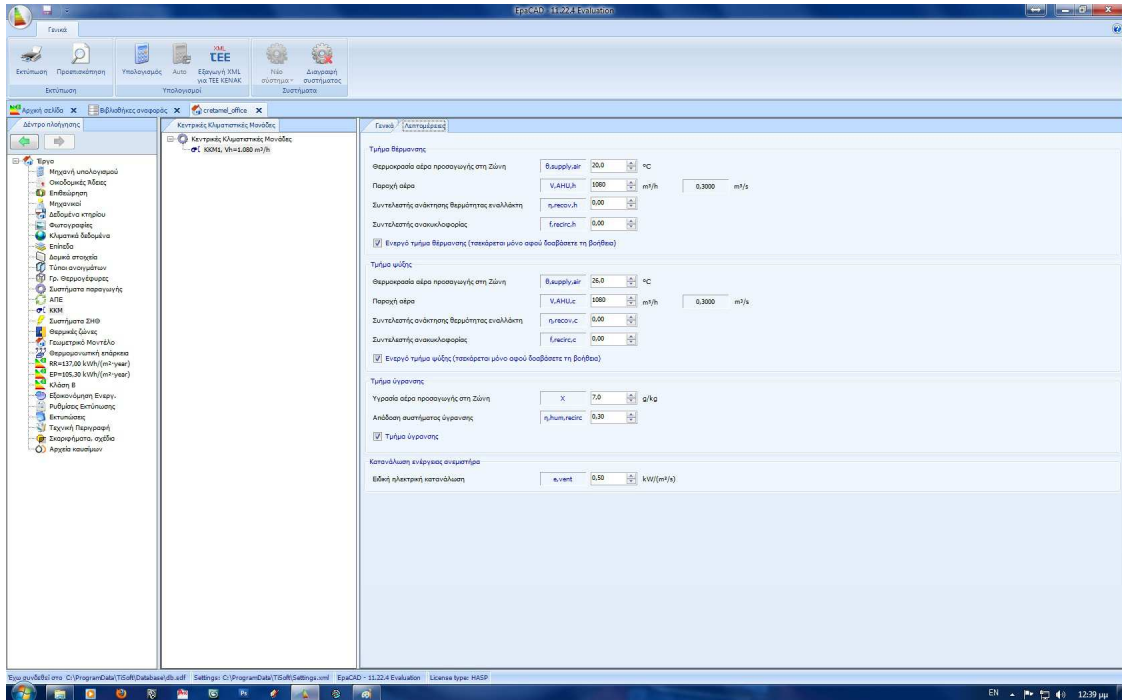 EpaCAD - 11.22.4 Evaluation
Γενικά
Εκτύπωση
Προεπισκόπηση
Υπολογισμός
Auto
XML ΤΕΕ
Εξαγωγή XML για ΤΕΕ ΚΕΝΑΚ
Νέο σύστημα
Διαγραφή συστήματος
Εκτύπωση
Υπολογισμοί
Συστήματα
Αρχική σελίδα
Βιβλιοθήκες αναφοράς
cretamel_office
Δέντρο πλοήγησης
Έργο
Μηχανή υπολογισμού
Οικοδομικές Άδειες
Επιθεώρηση
Μηχανικοί
Δεδομένα κτηρίου
Φωτογραφίες
Κλιματικά δεδομένα
Επίπεδα
Δομικά στοιχεία
Τύποι ανοιγμάτων
Γρ. Θερμογέφυρες
Συστήματα παραγωγής
ΑΠΕ
ΚΚΜ
Συστήματα ΣΗΘ
Θερμικές ζώνες
Γεωμετρικό Μοντέλο
Θερμομονωτική επάρκεια
RR=137,00 kWh/(m²·year)
EP=105,30 kWh/(m²·year)
Κλάση B
Εξοικονόμηση Ενεργ.
Ρυθμίσεις Εκτύπωσης
Εκτυπώσεις
Τεχνική Περιγραφή
Σκαριφήματα, σχέδια
Αρχεία καυσίμων
Κεντρικές Κλιματιστικές Μονάδες
Κεντρικές Κλιματιστικές Μονάδες
KKM1, Vh=1.080 m³/h
Γενικά
Λεπτομέρειες
Τμήμα θέρμανσης
Θερμοκρασία αέρα προσαγωγής στη Ζώνη θ,supply,air 20,0 °C
Παροχή αέρα V,AHU,h 1080 m³/h 0,3000 m³/s
Συντελεστής ανάκτησης θερμότητας εναλλάκτη η,recov,h 0,00
Συντελεστής ανακυκλοφορίας f,recirc,h 0,00
Ενεργό τμήμα θέρμανσης (τσεκάρεται μόνο αφού διαβάσετε τη βοήθεια)
Τμήμα ψύξης
Θερμοκρασία αέρα προσαγωγής στη Ζώνη θ,supply,air 26,0 °C
Παροχή αέρα V,AHU,c 1080 m³/h 0,3000 m³/s
Συντελεστής ανάκτησης θερμότητας εναλλάκτη η,recov,c 0,00
Συντελεστής ανακυκλοφορίας f,recirc,c 0,00
Ενεργό τμήμα ψύξης (τσεκάρεται μόνο αφού διαβάσετε τη βοήθεια)
Τμήμα ύγρανσης
Υγρασία αέρα προσαγωγής στη Ζώνη X 7,0 g/kg
Απόδοση συστήματος ύγρανσης η,hum,recirc 0,30
Τμήμα ύγρανσης
Κατανάλωση ενέργειας ανεμιστήρα
Ειδική ηλεκτρική κατανάλωση e,vent 0,50 kW/(m³/s)
Έχω συνδεθεί στο C:\ProgramData\TiSoft\Database\db.sdf Settings: C:\ProgramData\TiSoft\Settings.xml EpaCAD - 11.22.4 Evaluation License type: HASP
EN 12:39 μμ